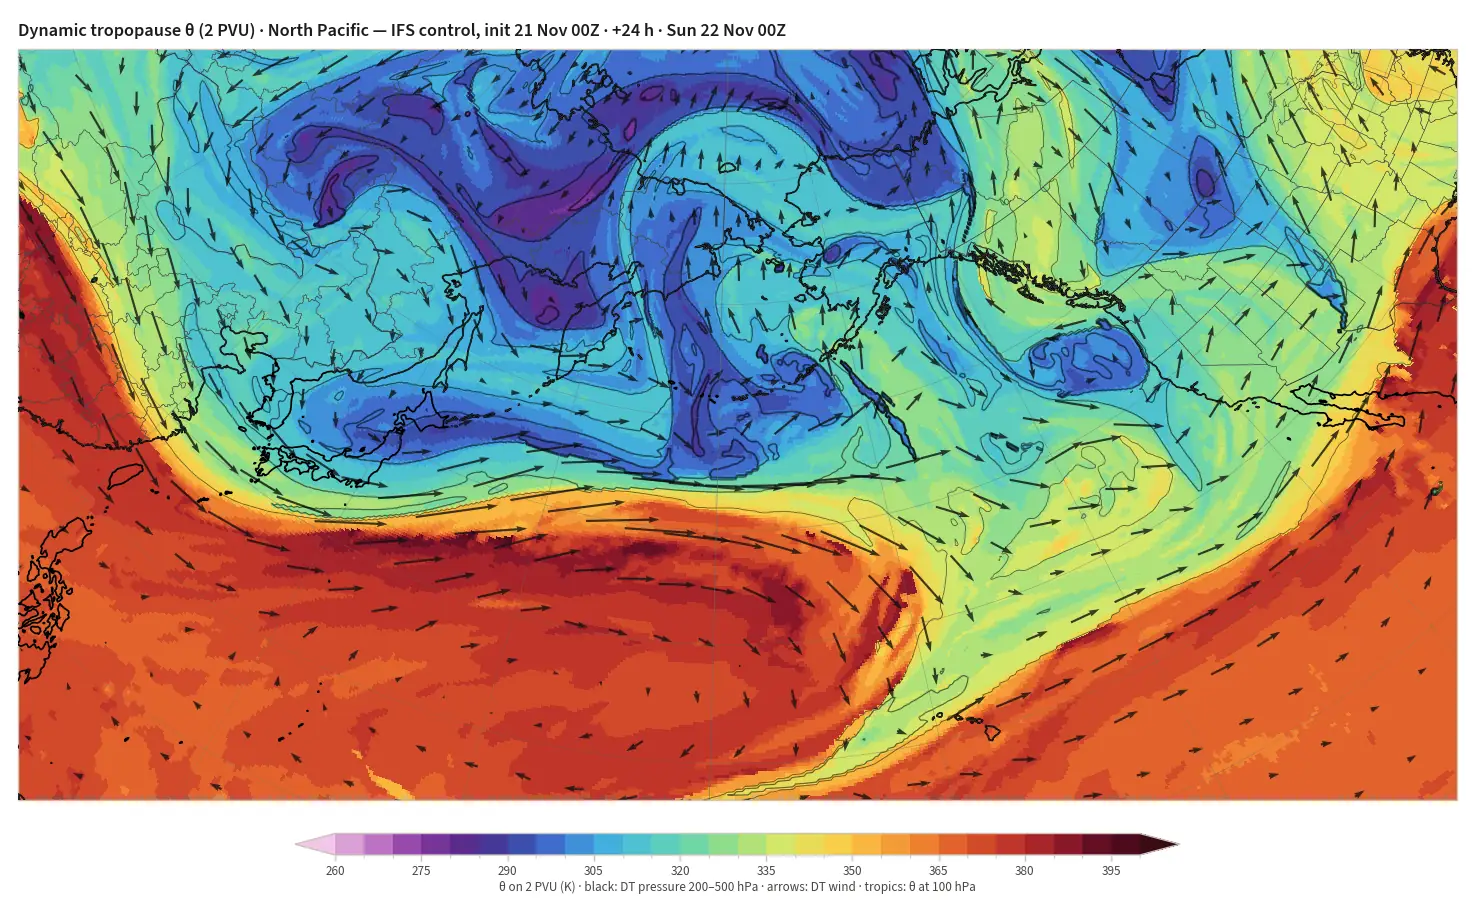 Dynamic tropopause θ (2 PVU) · North Pacific — IFS control, init 21 Nov 00Z · +24 h · Sun 22 Nov 00Z
260 275 290 305 320 335 350 365 380 395
θ on 2 PVU (K) · black: DT pressure 200–500 hPa · arrows: DT wind · tropics: θ at 100 hPa